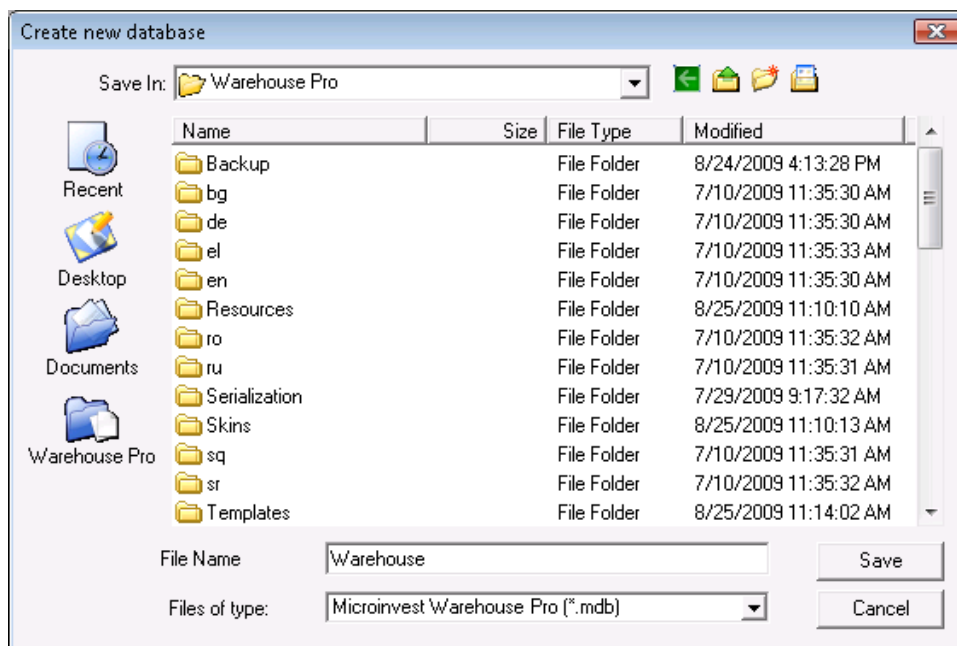 Create new database
Save In: Warehouse Pro
Name Size File Type Modified
Backup File Folder 8/24/2009 4:13:28 PM
bg File Folder 7/10/2009 11:35:30 AM
de File Folder 7/10/2009 11:35:30 AM
el File Folder 7/10/2009 11:35:33 AM
en File Folder 7/10/2009 11:35:30 AM
Resources File Folder 8/25/2009 11:10:10 AM
ro File Folder 7/10/2009 11:35:32 AM
ru File Folder 7/10/2009 11:35:31 AM
Serialization File Folder 7/29/2009 9:17:32 AM
Skins File Folder 8/25/2009 11:10:13 AM
sq File Folder 7/10/2009 11:35:31 AM
sr File Folder 7/10/2009 11:35:32 AM
Templates File Folder 8/25/2009 11:14:02 AM
Recent
Desktop
Documents
Warehouse Pro
File Name Warehouse Save
Files of type: Microinvest Warehouse Pro (*.mdb) Cancel